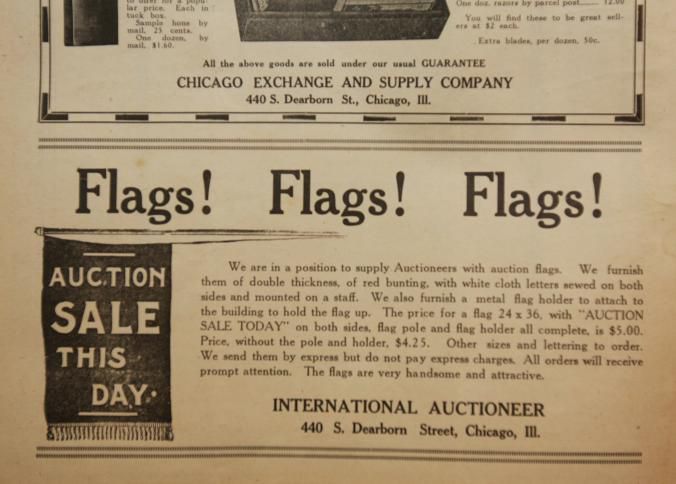 to offer for a popu-
lar price. Each in
tuck box.
Sample hone by
mail, 25 cents.
One dozen, by
mail, $1.60.
One doz. razors by parcel post...... 12.00
You will find these to be great sell-
ers at $2 each.
Extra blades, per dozen, 50c.
All the above goods are sold under our usual GUARANTEE
CHICAGO EXCHANGE AND SUPPLY COMPANY
440 S. Dearborn St., Chicago, Ill.
Flags! Flags! Flags!
AUCTION
SALE
THIS
DAY.
We are in a position to supply Auctioneers with auction flags. We furnish
them of double thickness, of red bunting, with white cloth letters sewed on both
sides and mounted on a staff. We also furnish a metal flag holder to attach to
the building to hold the flag up. The price for a flag 24 x 36, with "AUCTION
SALE TODAY" on both sides, flag pole and flag holder all complete, is $5.00.
Price, without the pole and holder, $4.25. Other sizes and lettering to order.
We send them by express but do not pay express charges. All orders will receive
prompt attention. The flags are very handsome and attractive.
INTERNATIONAL AUCTIONEER
440 S. Dearborn Street, Chicago, Ill.